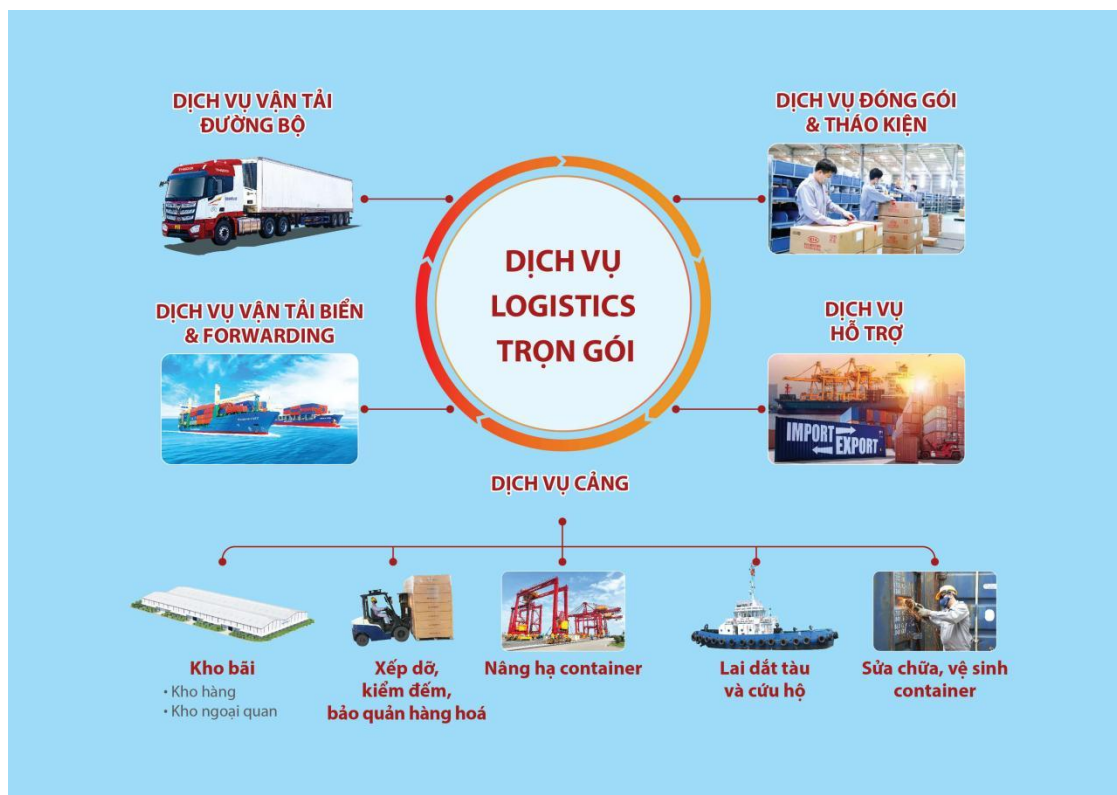 DỊCH VỤ VẬN TẢI
ĐƯỜNG BỘ
DỊCH VỤ ĐÓNG GÓI
& THÁO KIỆN
DỊCH VỤ
LOGISTICS
TRỌN GÓI
DỊCH VỤ VẬN TẢI BIỂN
& FORWARDING
DỊCH VỤ
HỖ TRỢ
IMPORT
EXPORT
DỊCH VỤ CẢNG
Kho bãi
• Kho hàng
• Kho ngoại quan
Xếp dỡ,
kiểm đếm,
bảo quản hàng hoá
Nâng hạ container
Lai dắt tàu
và cứu hộ
Sửa chữa, vệ sinh
container